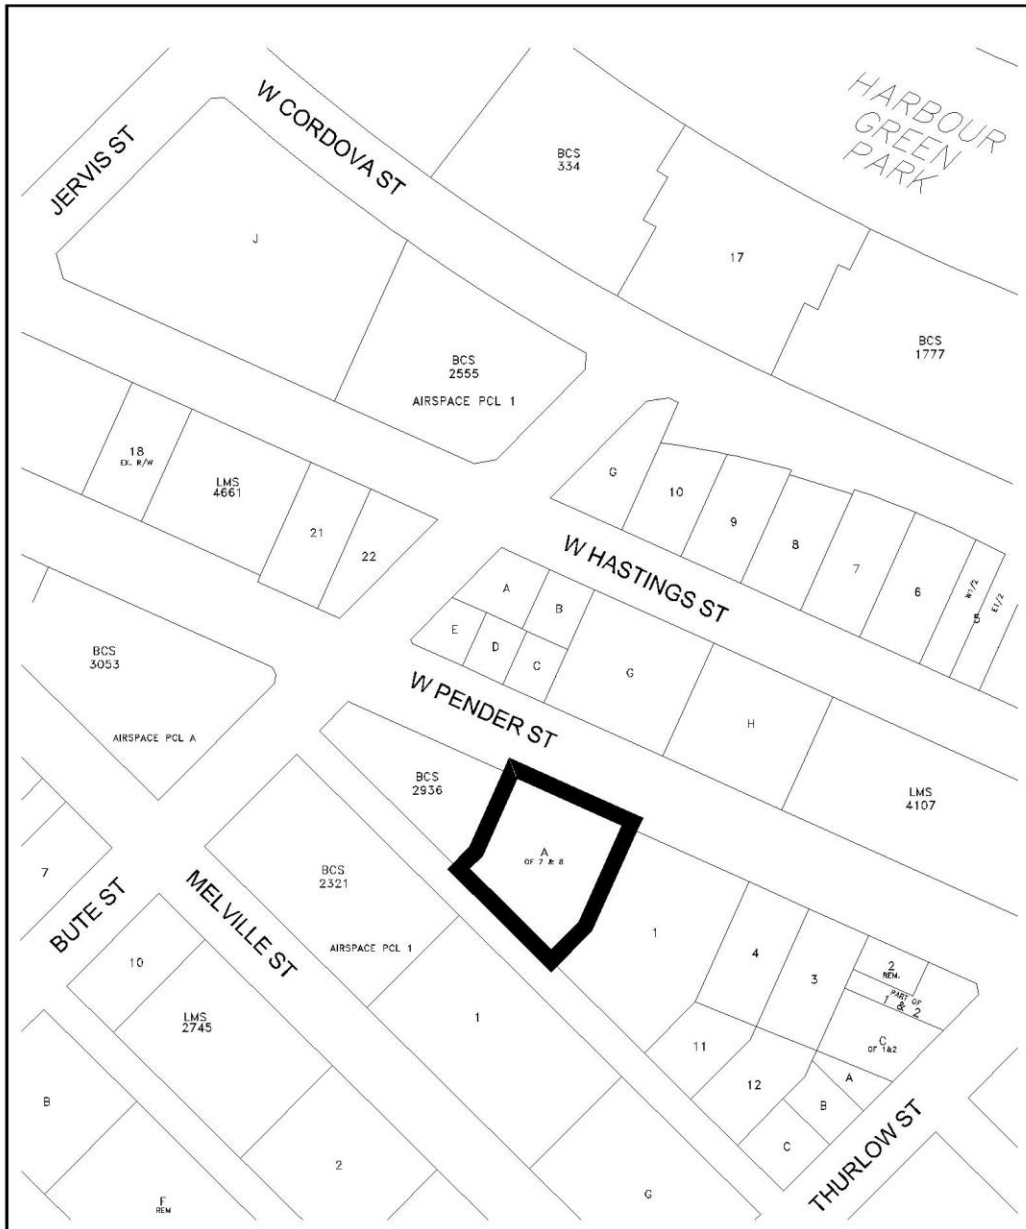 HARBOUR
GREEN
PARK
W CORDOVA ST
JERVIS ST
BCS
334
17
J
BCS
1777
BCS
2555
AIRSPACE PCL 1
18
EX. R/W
LMS
4661
21
22
G
10
9
8
7
6
W1/2
5
E1/2
W HASTINGS ST
A
B
E
D
C
G
H
LMS
4107
BCS
3053
AIRSPACE PCL A
W PENDER ST
BCS
2936
A
OF 7 & 8
7
BCS
2321
AIRSPACE PCL 1
BUTE ST
MELVILLE ST
1
4
3
2
REM.
PART OF
1 & 2
C
OF 1&2
10
LMS
2745
1
11
12
A
B
C
B
2
F
REM
G
THURLOW ST